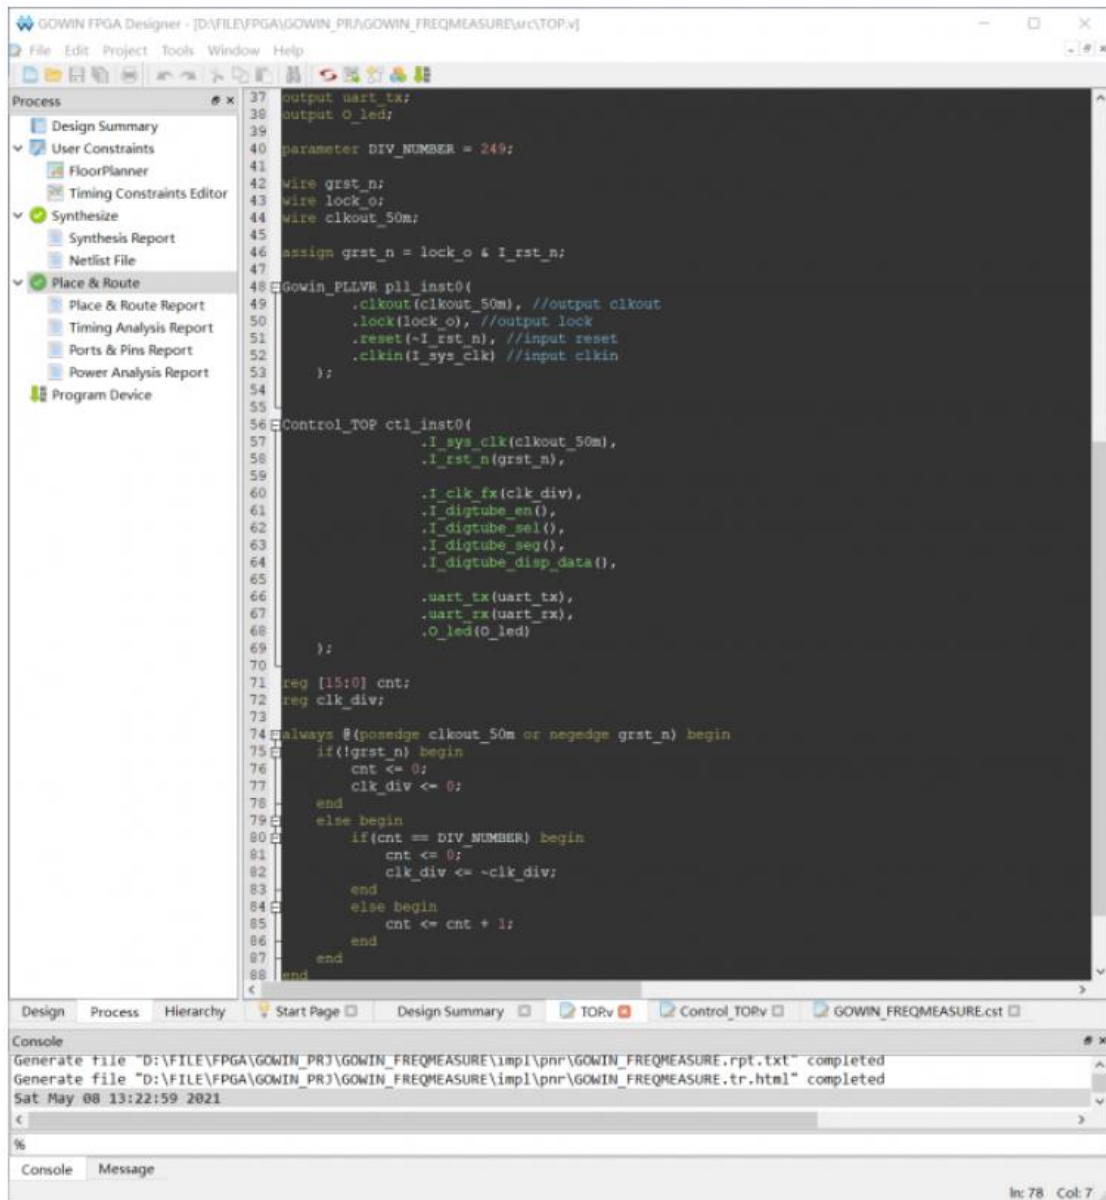 GOWIN FPGA Designer - [D:\FILE\FPGA\GOWIN_PRJ\GOWIN_FREQMEASURE\src\TOP.v]
File Edit Project Tools Window Help
Process
Design Summary
User Constraints
FloorPlanner
Timing Constraints Editor
Synthesize
Synthesis Report
Netlist File
Place & Route
Place & Route Report
Timing Analysis Report
Ports & Pins Report
Power Analysis Report
Program Device
37 output uart_tx;
38 output O_led;
39
40 parameter DIV_NUMBER = 249;
41
42 wire grst_n;
43 wire lock_o;
44 wire clkout_50m;
45
46 assign grst_n = lock_o & I_rst_n;
47
48 Gowin_PLLVR pll_inst0(
49 .clkout(clkout_50m), //output clkout
50 .lock(lock_o), //output lock
51 .reset(~I_rst_n), //input reset
52 .clkin(I_sys_clk) //input clkin
53 );
54
55
56 Control_TOP ctl_inst0(
57 .I_sys_clk(clkout_50m),
58 .I_rst_n(grst_n),
59
60 .I_clk_fx(clk_div),
61 .I_digtube_en(),
62 .I_digtube_sel(),
63 .I_digtube_seg(),
64 .I_digtube_disp_data(),
65
66 .uart_tx(uart_tx),
67 .uart_rx(uart_rx),
68 .O_led(O_led)
69 );
70
71 reg [15:0] cnt;
72 reg clk_div;
73
74 always @(posedge clkout_50m or negedge grst_n) begin
75 if(!grst_n) begin
76 cnt <= 0;
77 clk_div <= 0;
78 end
79 else begin
80 if(cnt == DIV_NUMBER) begin
81 cnt <= 0;
82 clk_div <= ~clk_div;
83 end
84 else begin
85 cnt <= cnt + 1;
86 end
87 end
88 end
Design Process Hierarchy
Start Page Design Summary TOP.v Control_TOP.v GOWIN_FREQMEASURE.cst
Console
Generate file "D:\FILE\FPGA\GOWIN_PRJ\GOWIN_FREQMEASURE\impl\pnr\GOWIN_FREQMEASURE.rpt.txt" completed
Generate file "D:\FILE\FPGA\GOWIN_PRJ\GOWIN_FREQMEASURE\impl\pnr\GOWIN_FREQMEASURE.tr.html" completed
Sat May 08 13:22:59 2021
%
Console Message
In: 78 Col: 7